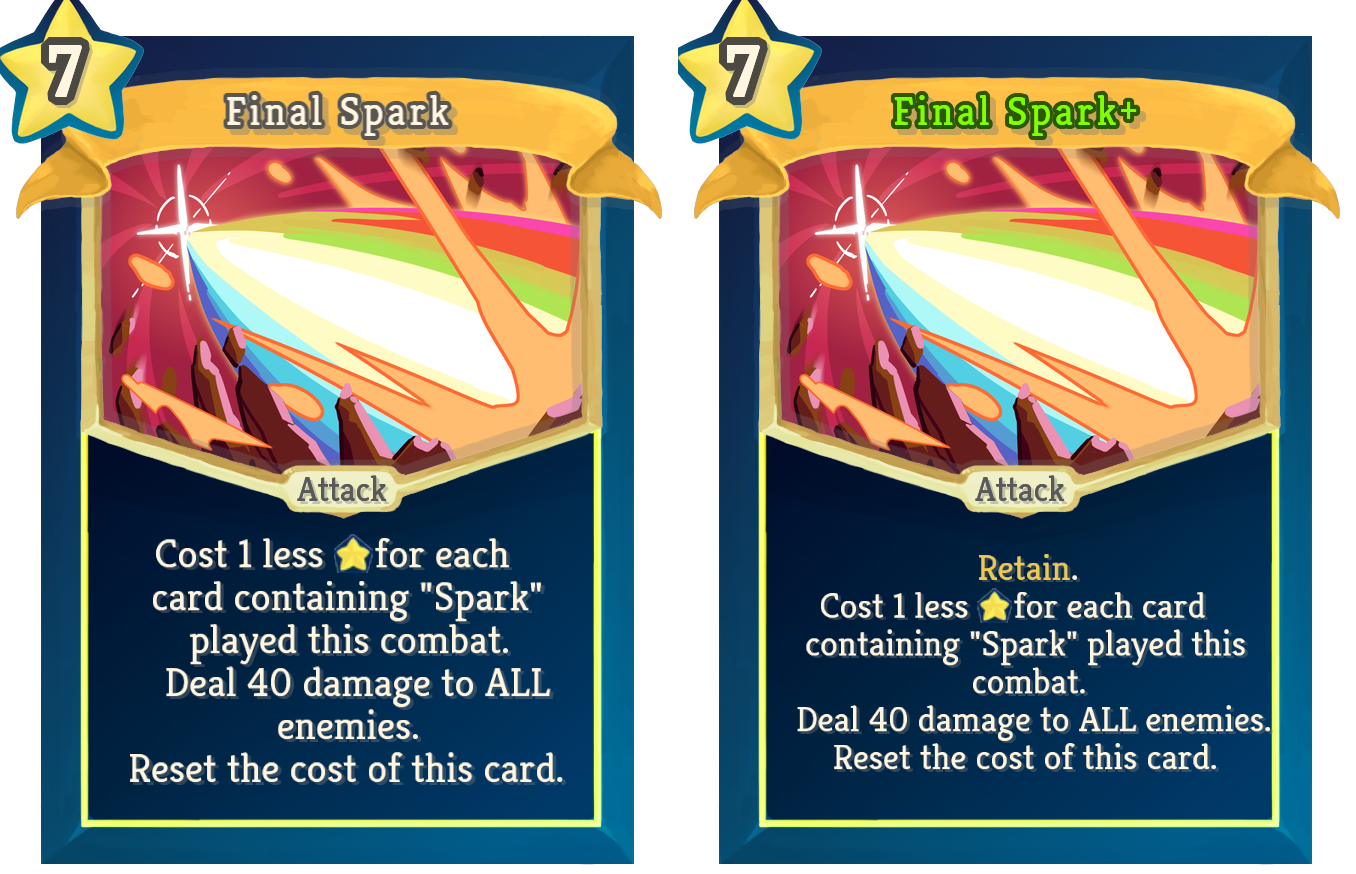 7
Final Spark
Attack
Cost 1 less for each
card containing "Spark"
played this combat.
Deal 40 damage to ALL
enemies.
Reset the cost of this card.
7
Final Spark+
Attack
Retain.
Cost 1 less for each card
containing "Spark" played this
combat.
Deal 40 damage to ALL enemies.
Reset the cost of this card.